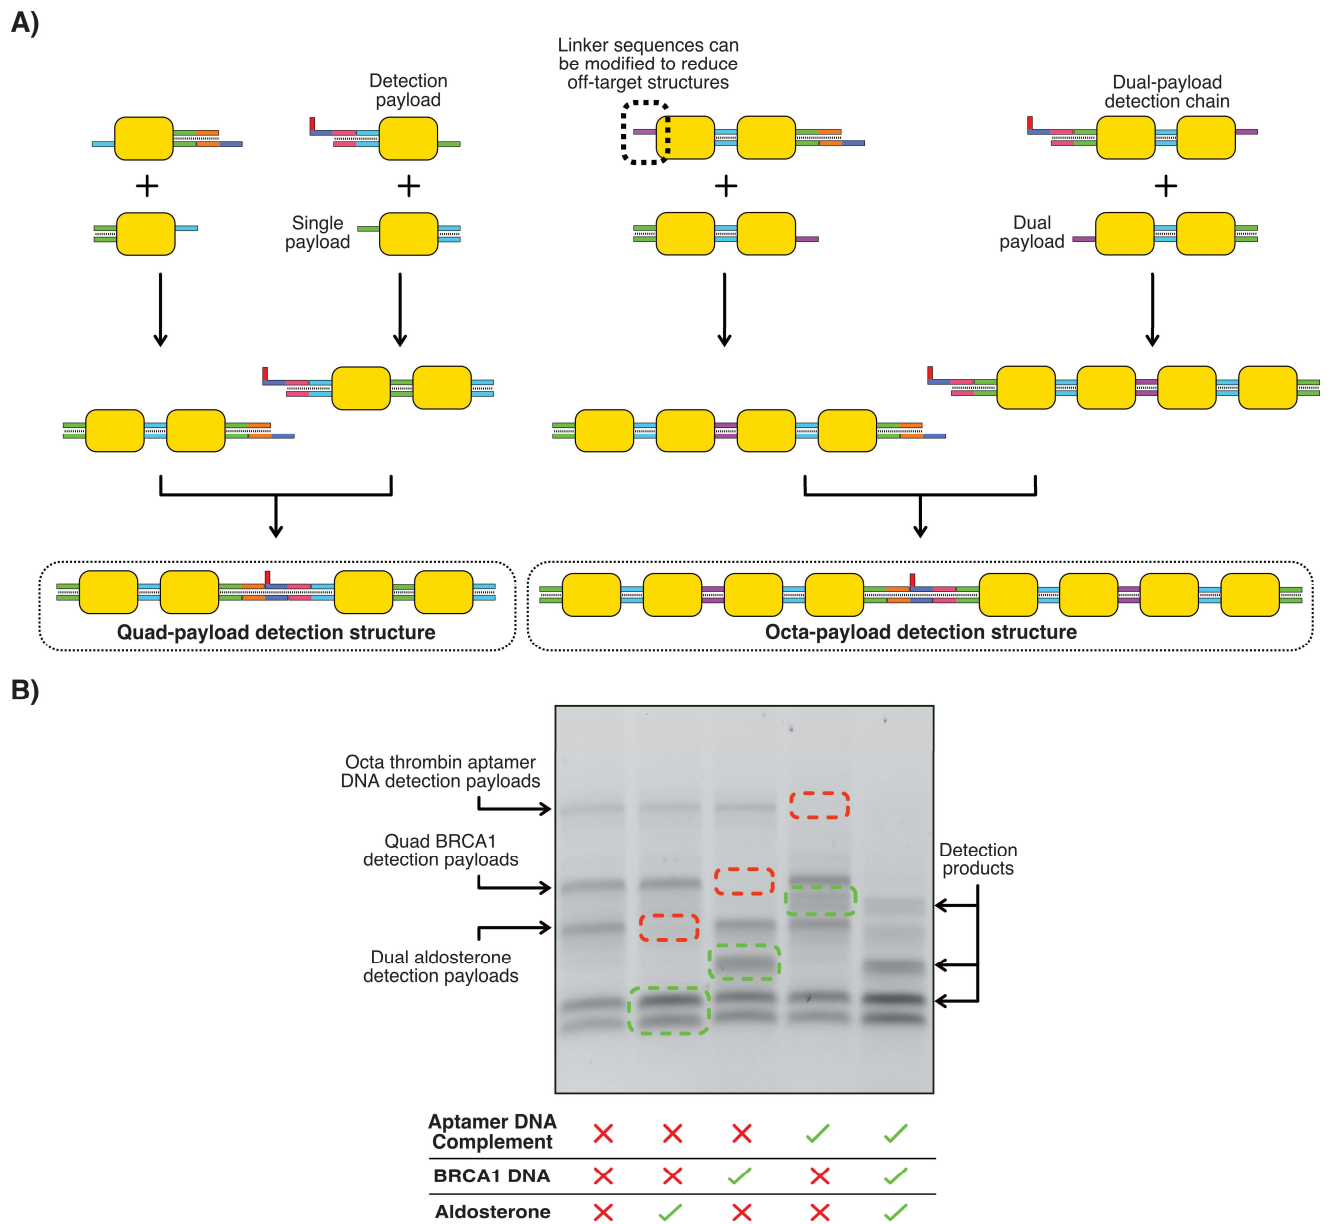 A)
Linker sequences can
be modified to reduce
off-target structures
Detection
payload
Dual-payload
detection chain
Single
payload
Dual
payload
Quad-payload detection structure
Octa-payload detection structure
B)
Octa thrombin aptamer
DNA detection payloads
Quad BRCA1
detection payloads
Dual aldosterone
detection payloads
Detection
products
Aptamer DNA
Complement
BRCA1 DNA
Aldosterone